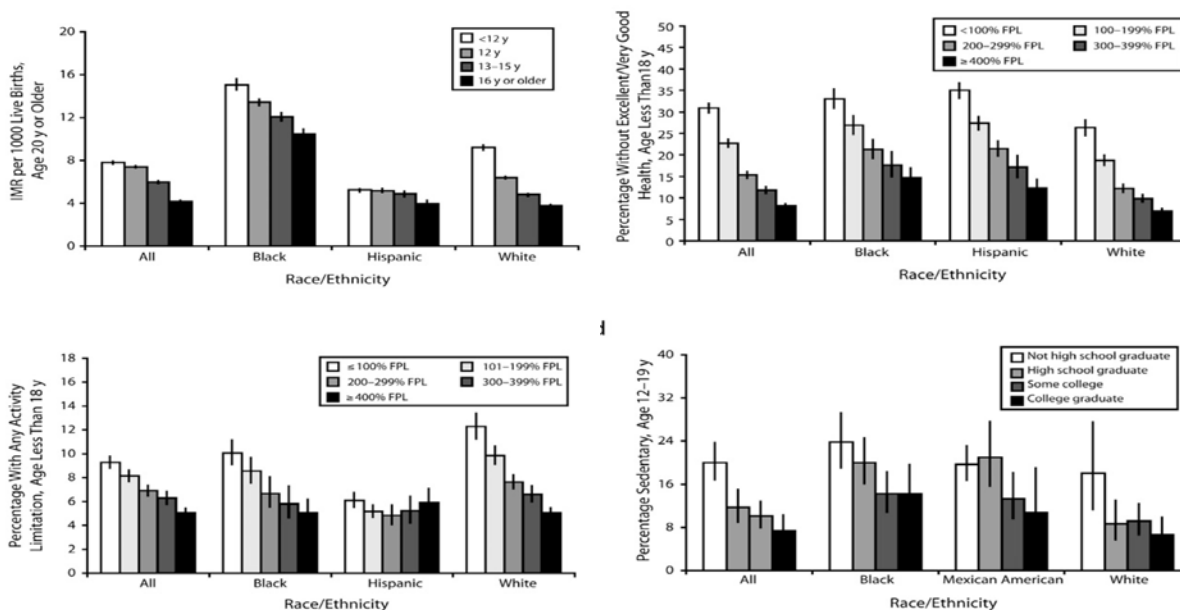 IMR per 1000 Live Births,
Age 20 y or Older
20
16
12
8
4
0
<12 y
12 y
13–15 y
16 y or older
All Black Hispanic White
Race/Ethnicity
Percentage Without Excellent/Very Good
Health, Age Less Than18 y
50
45
40
35
30
25
20
15
10
5
0
<100% FPL 100–199% FPL
200–299% FPL 300–399% FPL
≥400% FPL
All Black Hispanic White
Race/Ethnicity
Percentage With Any Activity
Limitation, Age Less Than 18 y
18
16
14
12
10
8
6
4
2
0
≤100% FPL 101–199% FPL
200–299% FPL 300–399% FPL
≥400% FPL
All Black Hispanic White
Race/Ethnicity
d
Percentage Sedentary, Age 12–19 y
40
32
24
16
8
0
Not high school graduate
High school graduate
Some college
College graduate
All Black Mexican American White
Race/Ethnicity